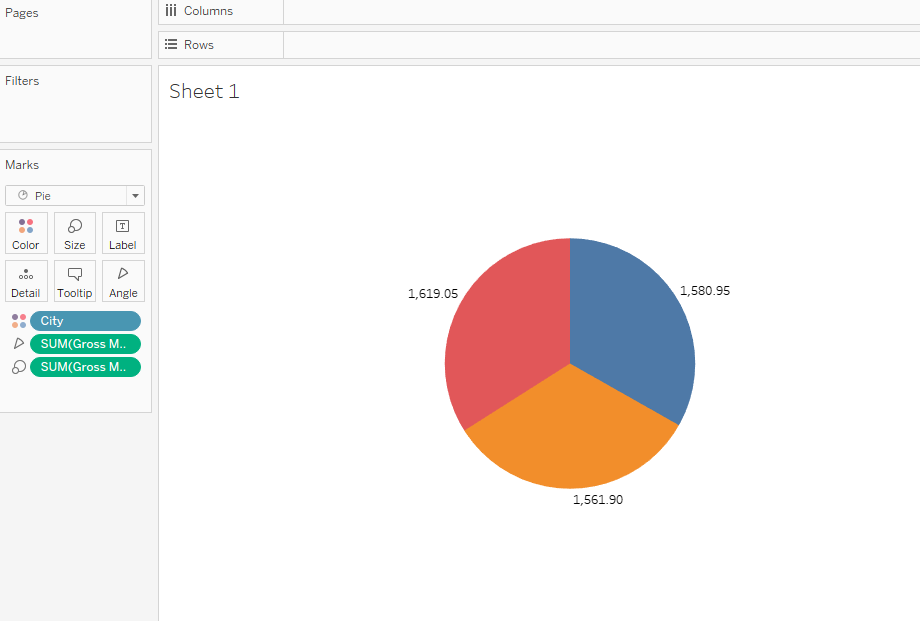 Pages
Columns
Rows
Filters
Sheet 1
Marks
Pie
Color
Size
T
Label
Detail
Tooltip
Angle
City
SUM(Gross M..
SUM(Gross M..
1,619.05
1,580.95
1,561.90